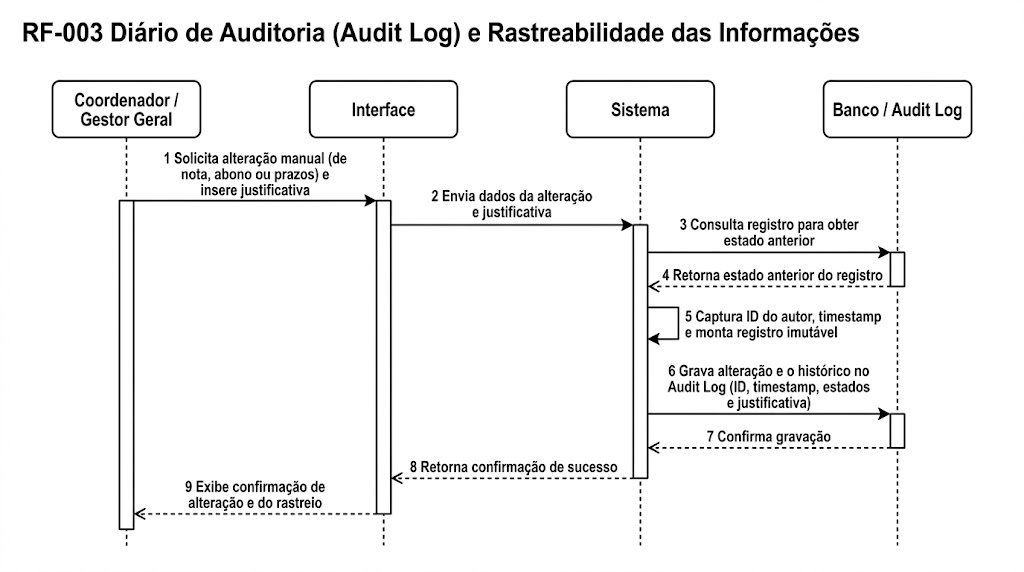 RF-003 Diário de Auditoria (Audit Log) e Rastreabilidade das Informações
Coordenador /
Gestor Geral
Interface
Sistema
Banco / Audit Log
1 Solicita alteração manual (de
nota, abono ou prazos) e
insere justificativa
2 Envia dados da alteração
e justificativa
3 Consulta registro para obter
estado anterior
4 Retorna estado anterior do registro
5 Captura ID do autor, timestamp
e monta registro imutável
6 Grava alteração e o histórico no
Audit Log (ID, timestamp, estados
e justificativa)
7 Confirma gravação
8 Retorna confirmação de sucesso
9 Exibe confirmação de
alteração e do rastreio